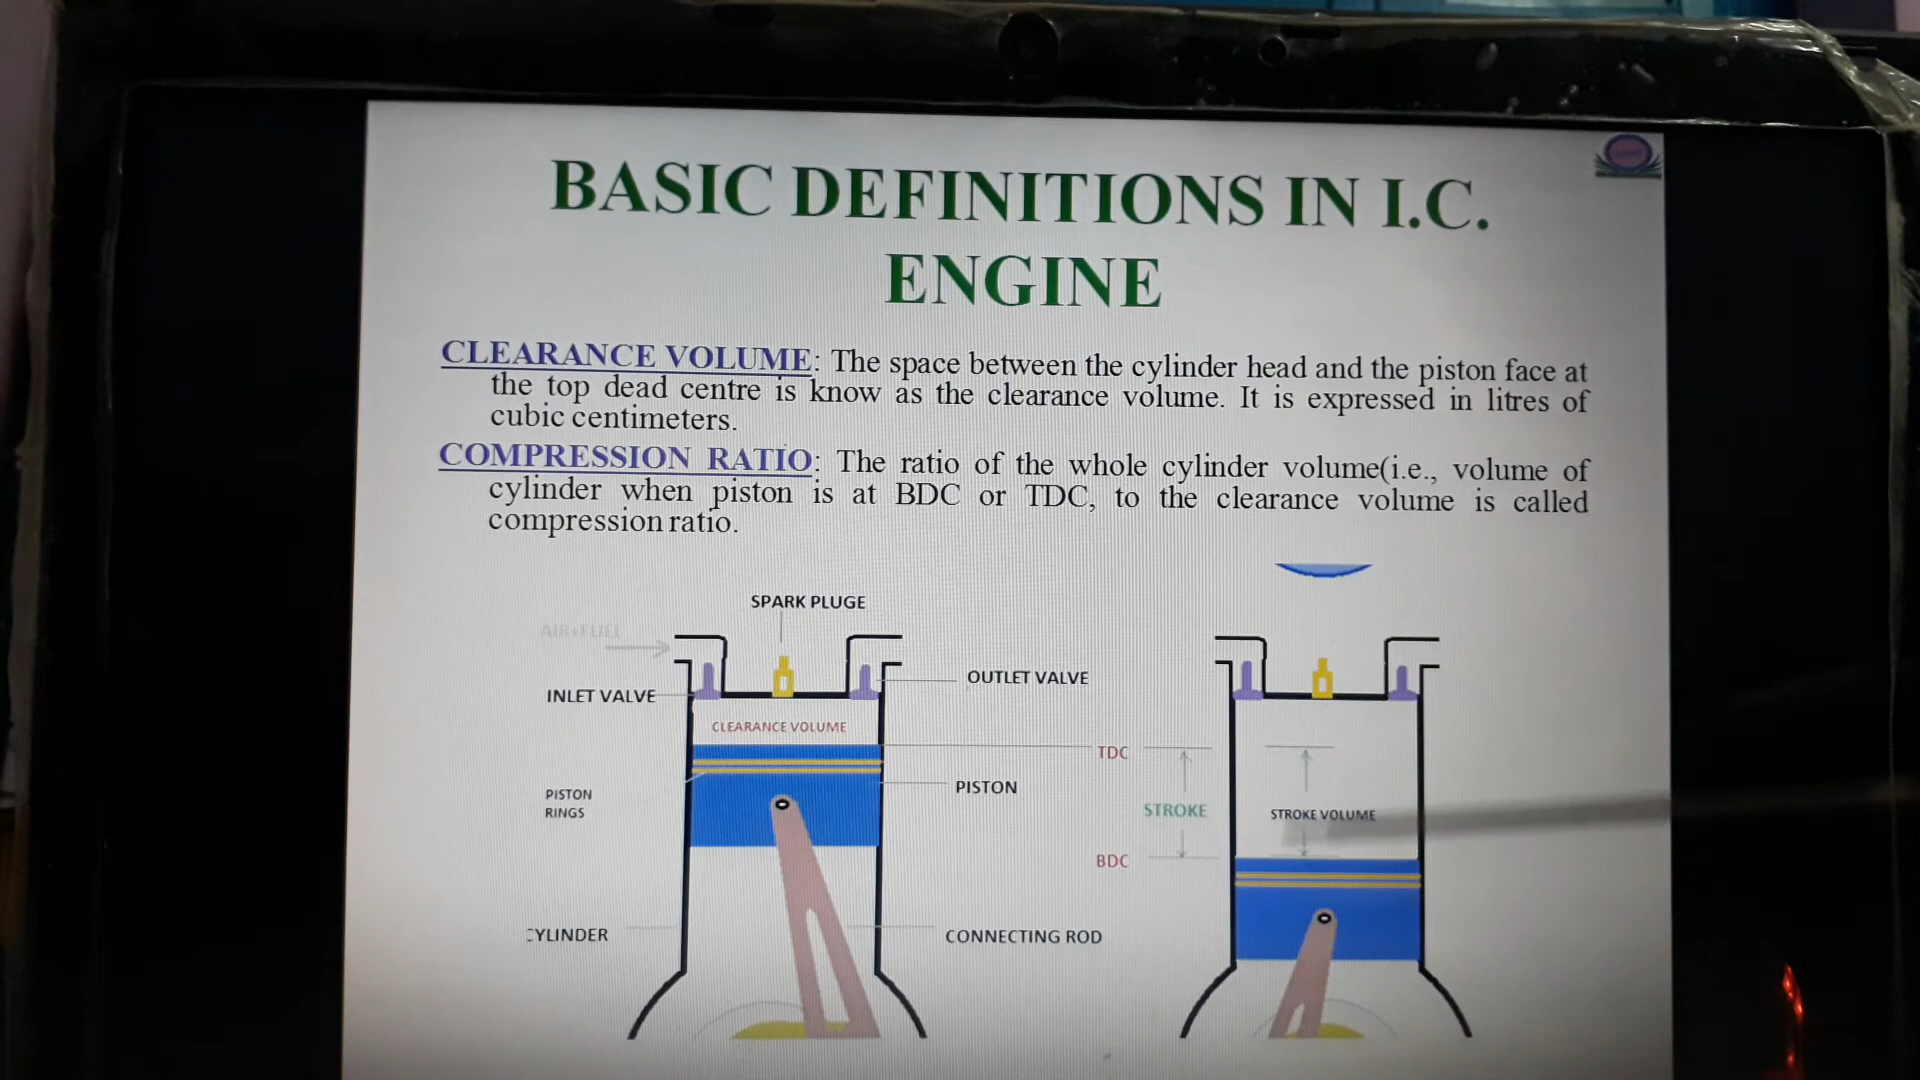 BASIC DEFINITIONS IN I.C.
ENGINE
CLEARANCE VOLUME: The space between the cylinder head and the piston face at
the top dead centre is know as the clearance volume. It is expressed in litres of
cubic centimeters.
COMPRESSION RATIO: The ratio of the whole cylinder volume(i.e., volume of
cylinder when piston is at BDC or TDC, to the clearance volume is called
compression ratio.
SPARK PLUGE
AIR+FUEL
OUTLET VALVE
INLET VALVE
CLEARANCE VOLUME
TDC
PISTON
PISTON
RINGS
STROKE
STROKE VOLUME
BDC
CYLINDER
CONNECTING ROD